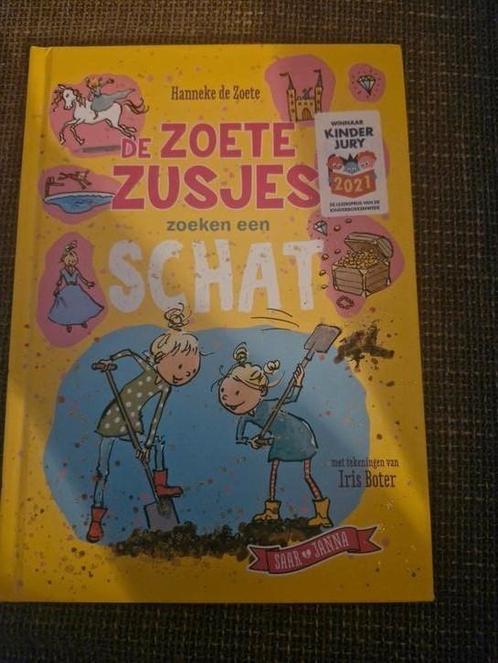 Hanneke de Zoete
DE ZOETE
ZUSJES
zoeken een
SCHAT
WINNAAR
KINDER
JURY
2021
DE LEZERSPRIJS VAN DE
KINDERBOEKENWEEK
met tekeningen van
Iris Boter
SAAR JANNA